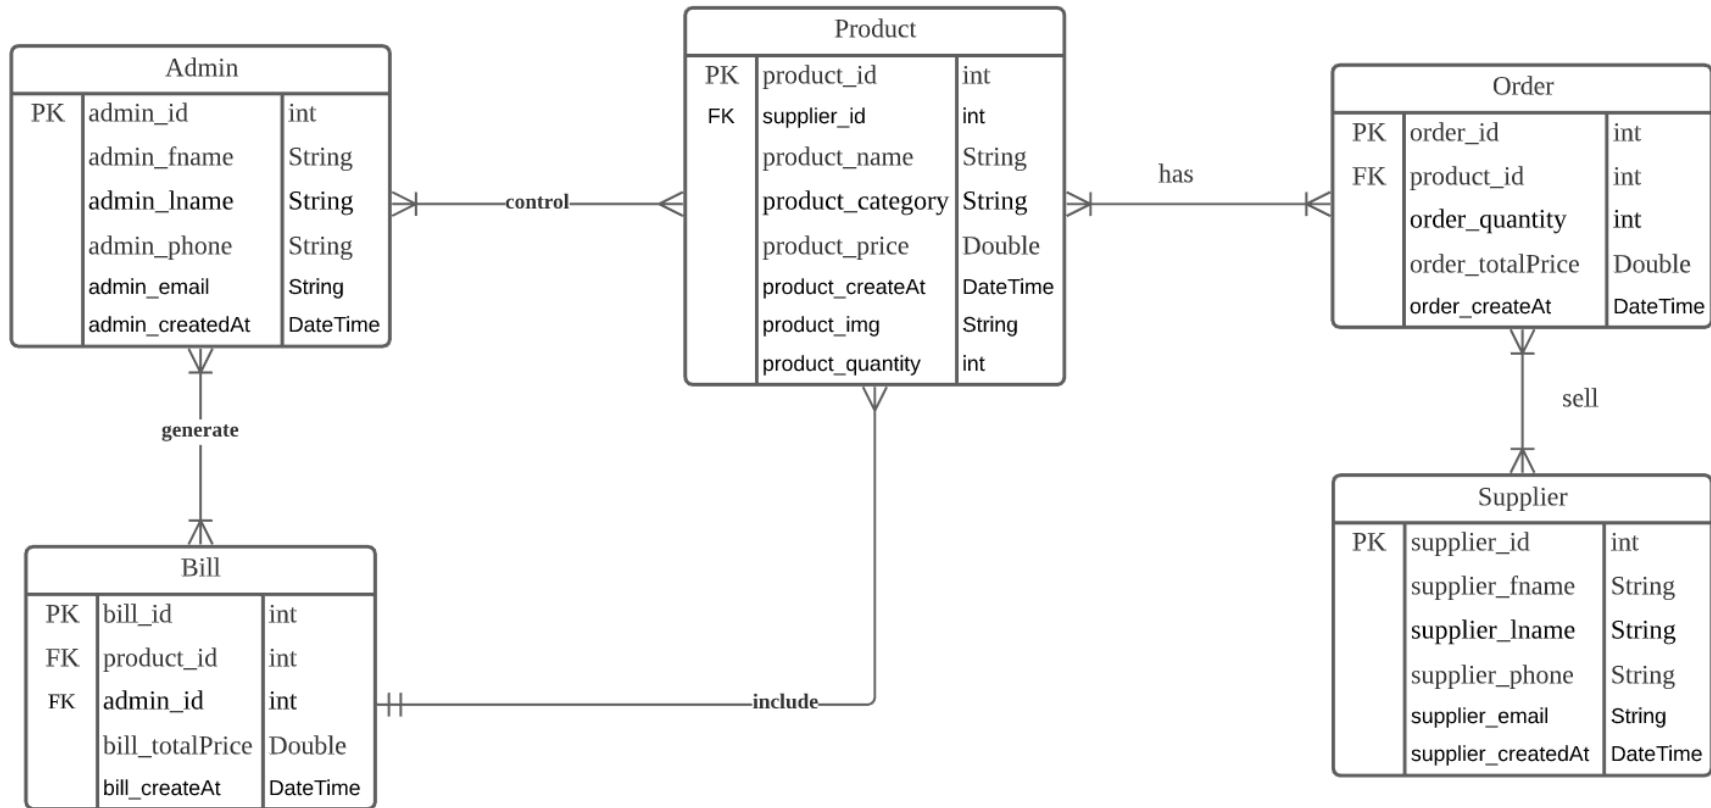 Admin
PK admin_id int
admin_fname String
admin_lname String
admin_phone String
admin_email String
admin_createdAt DateTime
control
Product
PK product_id int
FK supplier_id int
product_name String
product_category String
product_price Double
product_createAt DateTime
product_img String
product_quantity int
has
Order
PK order_id int
FK product_id int
order_quantity int
order_totalPrice Double
order_createAt DateTime
generate
sell
Bill
PK bill_id int
FK product_id int
FK admin_id int
bill_totalPrice Double
bill_createAt DateTime
include
Supplier
PK supplier_id int
supplier_fname String
supplier_lname String
supplier_phone String
supplier_email String
supplier_createdAt DateTime